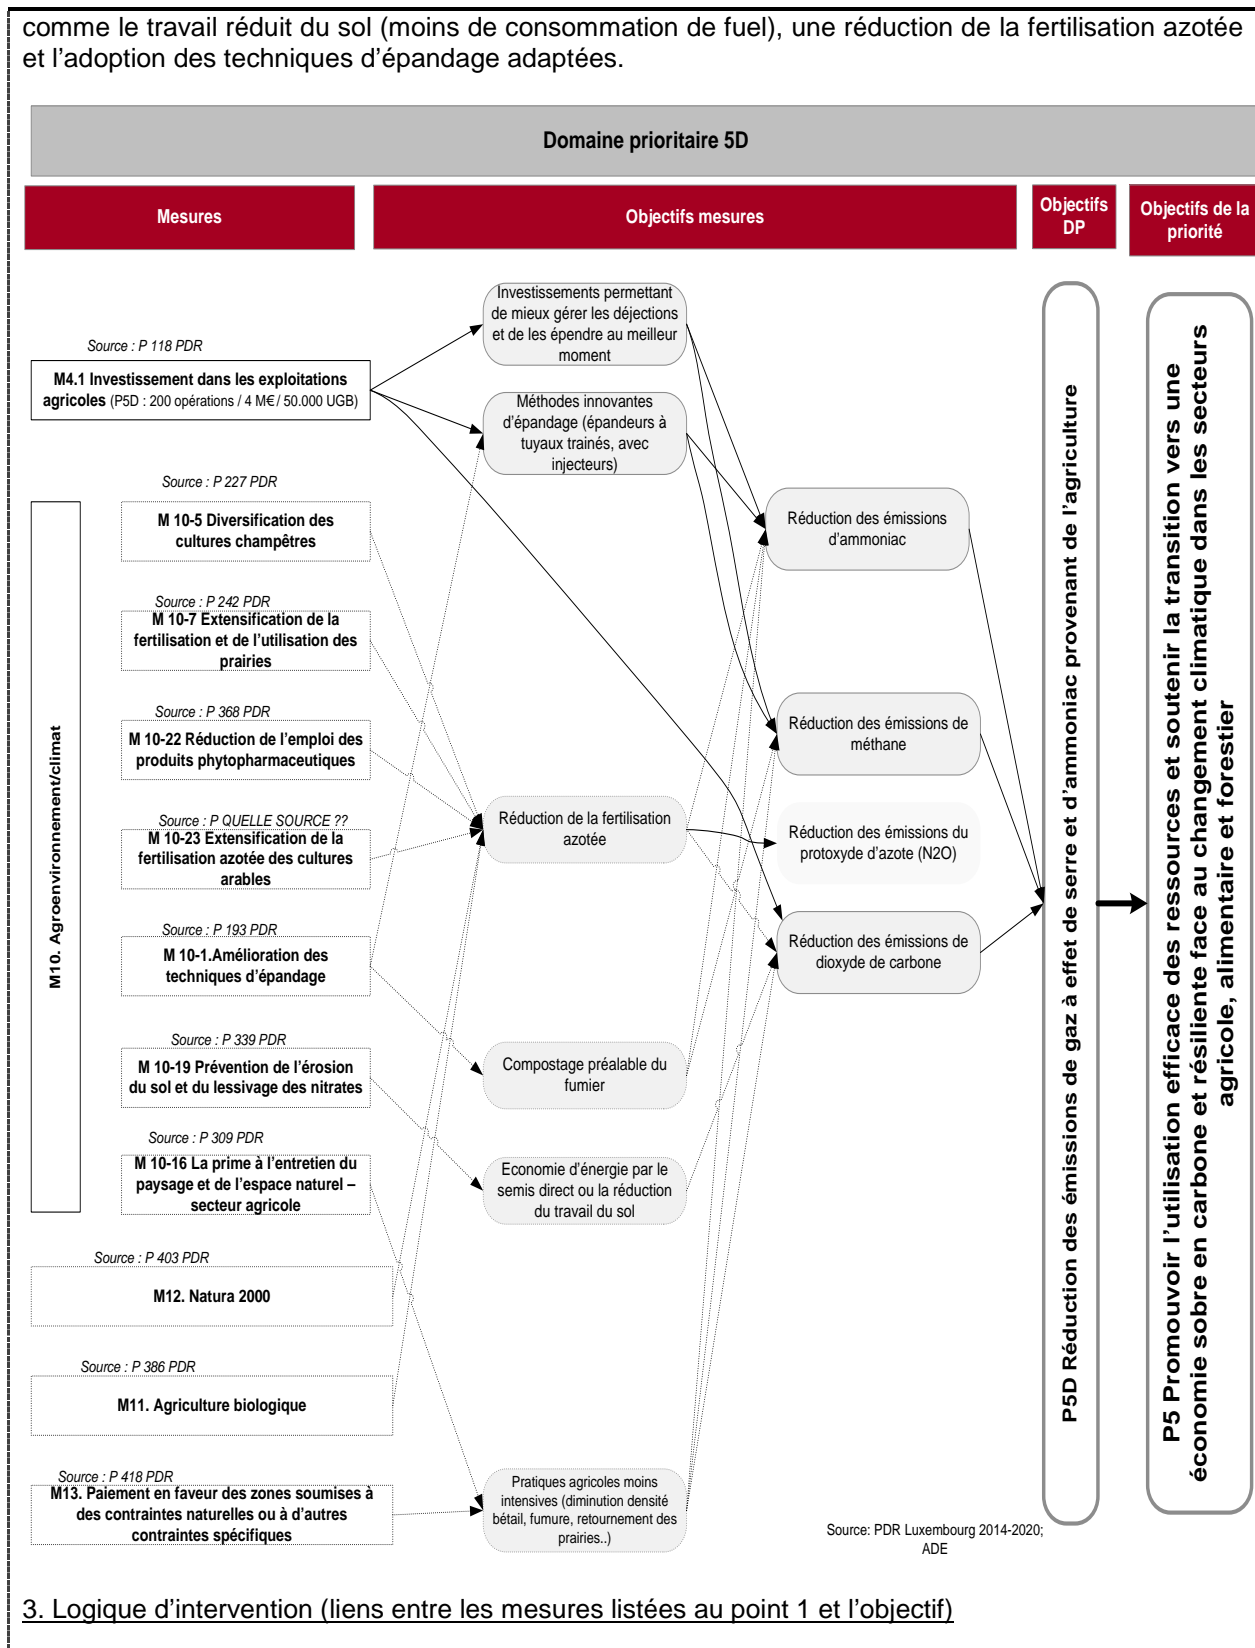 comme le travail réduit du sol (moins de consommation de fuel), une réduction de la fertilisation azotée
et l'adoption des techniques d'épandage adaptées.
Domaine prioritaire 5D
Mesures
Objectifs mesures
Objectifs
DP
Objectifs de la
priorité
Source : P 118 PDR
M4.1 Investissement dans les exploitations
agricoles (P5D : 200 opérations / 4 M€/ 50.000 UGB)
M10. Agroenvironnement/climat
Source : P 227 PDR
M 10-5 Diversification des
cultures champêtres
Source : P 242 PDR
M 10-7 Extensification de la
fertilisation et de l'utilisation des
prairies
Source : P 368 PDR
M 10-22 Réduction de l'emploi des
produits phytopharmaceutiques
Source : P QUELLE SOURCE ??
M 10-23 Extensification de la
fertilisation azotée des cultures
arables
Source : P 193 PDR
M 10-1.Amélioration des
techniques d'épandage
Source : P 339 PDR
M 10-19 Prévention de l'érosion
du sol et du lessivage des nitrates
Source : P 309 PDR
M 10-16 La prime à l'entretien du
paysage et de l'espace naturel –
secteur agricole
Source : P 403 PDR
M12. Natura 2000
Source : P 386 PDR
M11. Agriculture biologique
Source : P 418 PDR
M13. Paiement en faveur des zones soumises à
des contraintes naturelles ou à d'autres
contraintes spécifiques
Investissements permettant
de mieux gérer les déjections
et de les épendre au meilleur
moment
Méthodes innovantes
d'épandage (épandeurs à
tuyaux trainés, avec
injecteurs)
Réduction de la fertilisation
azotée
Compostage préalable du
fumier
Economie d'énergie par le
semis direct ou la réduction
du travail du sol
Pratiques agricoles moins
intensives (diminution densité
bétail, fumure, retournement des
prairies..)
Réduction des émissions
d'ammoniac
Réduction des émissions de
méthane
Réduction des émissions du
protoxyde d'azote (N2O)
Réduction des émissions de
dioxyde de carbone
P5D Réduction des émissions de gaz à effet de serre et d'ammoniac provenant de l'agriculture
P5 Promouvoir l'utilisation efficace des ressources et soutenir la transition vers une
économie sobre en carbone et résiliente face au changement climatique dans les secteurs
agricole, alimentaire et forestier
Source: PDR Luxembourg 2014-2020;
ADE
3. Logique d'intervention (liens entre les mesures listées au point 1 et l'objectif)